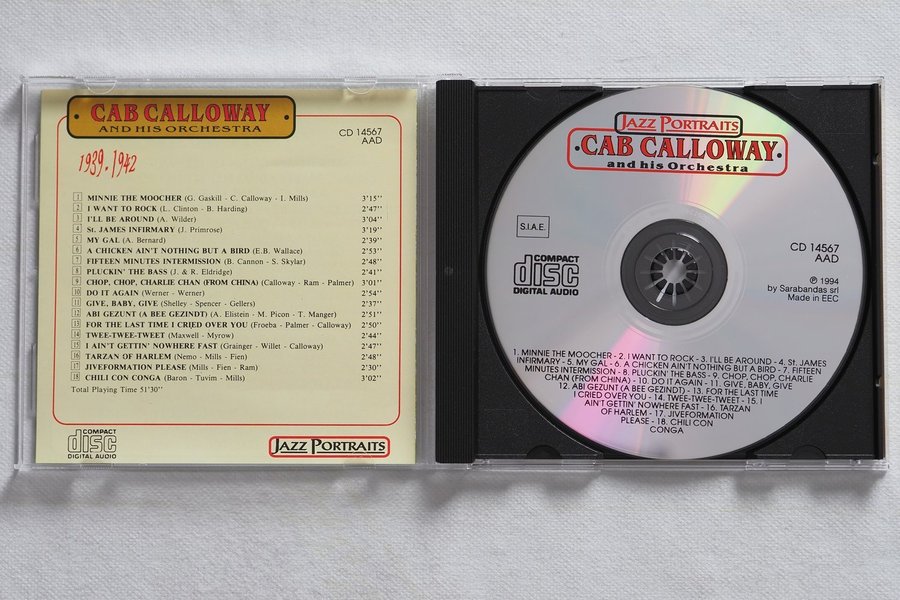 CAB CALLOWAY
AND HIS ORCHESTRA
CD 14567
AAD
1939.1942
1 MINNIE THE MOOCHER (G. Gaskill - C. Calloway - I. Mills) 3'15''
2 I WANT TO ROCK (L. Clinton - B. Harding) 2'47''
3 I'LL BE AROUND (A. Wilder) 3'04''
4 St. JAMES INFIRMARY (J. Primrose) 3'19''
5 MY GAL (A. Bernard) 2'39''
6 A CHICKEN AIN'T NOTHING BUT A BIRD (E.B. Wallace) 2'53''
7 FIFTEEN MINUTES INTERMISSION (B. Cannon - S. Skylar) 2'48''
8 PLUCKIN' THE BASS (J. & R. Eldridge) 2'41''
9 CHOP, CHOP, CHARLIE CHAN (FROM CHINA) (Calloway - Ram - Palmer) 3'01''
10 DO IT AGAIN (Werner - Werner) 2'54''
11 GIVE, BABY, GIVE (Shelley - Spencer - Gellers) 2'37''
12 ABI GEZUNT (A BEE GEZINDT) (A. Elistein - M. Picon - T. Manger) 2'51''
13 FOR THE LAST TIME I CRIED OVER YOU (Froeba - Palmer - Calloway) 2'50''
14 TWEE-TWEE-TWEET (Maxwell - Myrow) 2'44''
15 I AIN'T GETTIN' NOWHERE FAST (Grainger - Willet - Calloway) 2'47''
16 TARZAN OF HARLEM (Nemo - Mills - Fien) 2'48''
17 JIVEFORMATION PLEASE (Mills - Fien - Ram) 2'30''
18 CHILI CON CONGA (Baron - Tuvim - Mills) 3'02''
Total Playing Time 51'30''
COMPACT
disc
DIGITAL AUDIO
JAZZ PORTRAITS
JAZZ PORTRAITS
CAB CALLOWAY
and his Orchestra
S.I.A.E.
COMPACT
disc
DIGITAL AUDIO
CD 14567
AAD
℗ 1994
by Sarabandas srl
Made in EEC
1. MINNIE THE MOOCHER - 2. I WANT TO ROCK - 3. I'LL BE AROUND - 4. St. JAMES
INFIRMARY - 5. MY GAL - 6. A CHICKEN AIN'T NOTHING BUT A BIRD - 7. FIFTEEN
MINUTES INTERMISSION - 8. PLUCKIN' THE BASS - 9. CHOP, CHOP, CHARLIE
CHAN (FROM CHINA) - 10. DO IT AGAIN - 11. GIVE, BABY, GIVE
12. ABI GEZUNT (A BEE GEZINDT) - 13. FOR THE LAST TIME
I CRIED OVER YOU - 14. TWEE-TWEE-TWEET - 15. I
AIN'T GETTIN' NOWHERE FAST - 16. TARZAN
OF HARLEM - 17. JIVEFORMATION
PLEASE - 18. CHILI CON
CONGA